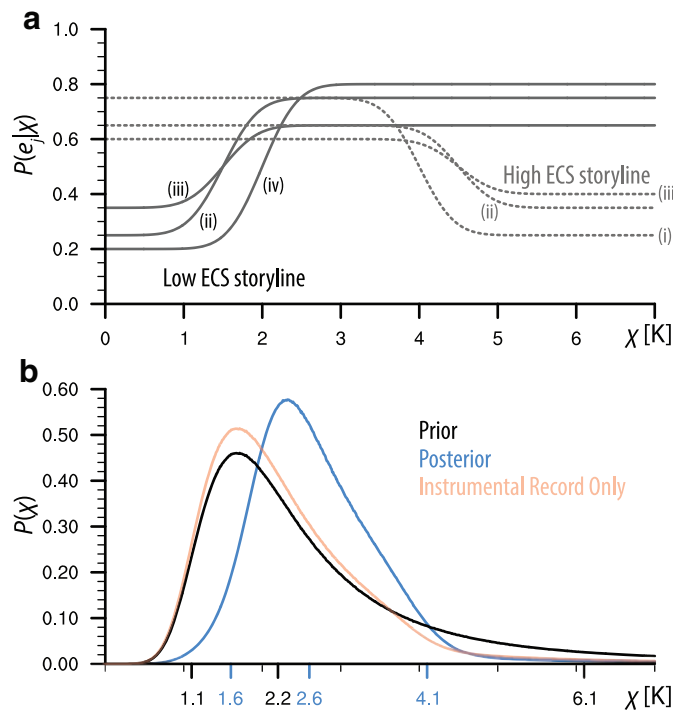 a
1.0
0.8
0.6
0.4
0.2
0.0
P(e_j|χ)
(iii)
(ii)
(iv)
Low ECS storyline
High ECS storyline
(iii)
(ii)
(i)
0 1 2 3 4 5 6 χ [K]
b
0.60
0.50
0.40
0.30
0.20
0.10
0.00
P(χ)
Prior
Posterior
Instrumental Record Only
1.1 1.6 2.2 2.6 4.1 6.1 χ [K]